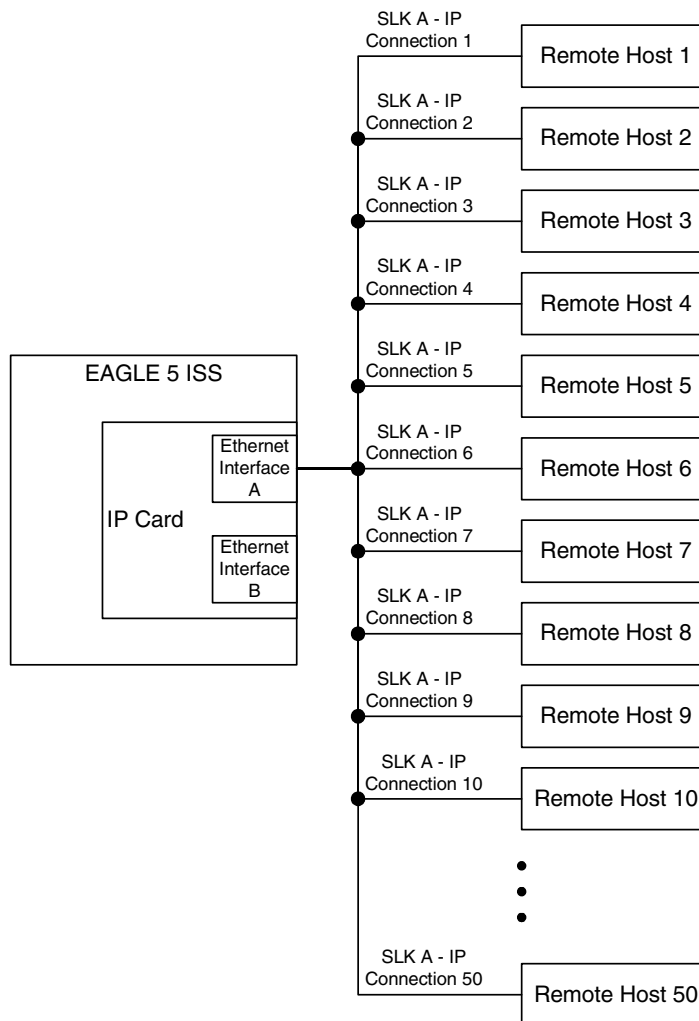 SLK A - IP
Connection 1
Remote Host 1
SLK A - IP
Connection 2
Remote Host 2
SLK A - IP
Connection 3
Remote Host 3
SLK A - IP
Connection 4
Remote Host 4
SLK A - IP
Connection 5
Remote Host 5
EAGLE 5 ISS
IP Card
Ethernet
Interface
A
Ethernet
Interface
B
SLK A - IP
Connection 6
Remote Host 6
SLK A - IP
Connection 7
Remote Host 7
SLK A - IP
Connection 8
Remote Host 8
SLK A - IP
Connection 9
Remote Host 9
SLK A - IP
Connection 10
Remote Host 10
SLK A - IP
Connection 50
Remote Host 50